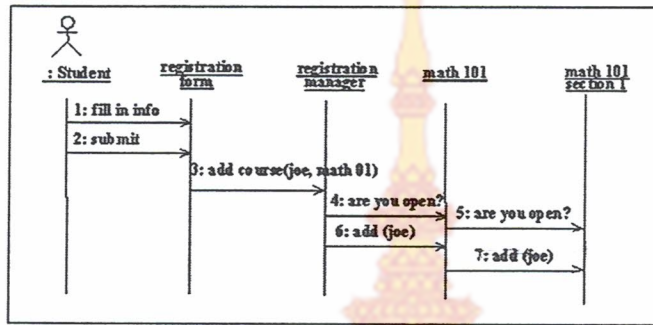 : Student
registration
form
registration
manager
math 101
math 101
section 1
1: fill in info
2: submit
3: add course(joe, math 01)
4: are you open?
5: are you open?
6: add (joe)
7: add (joe)